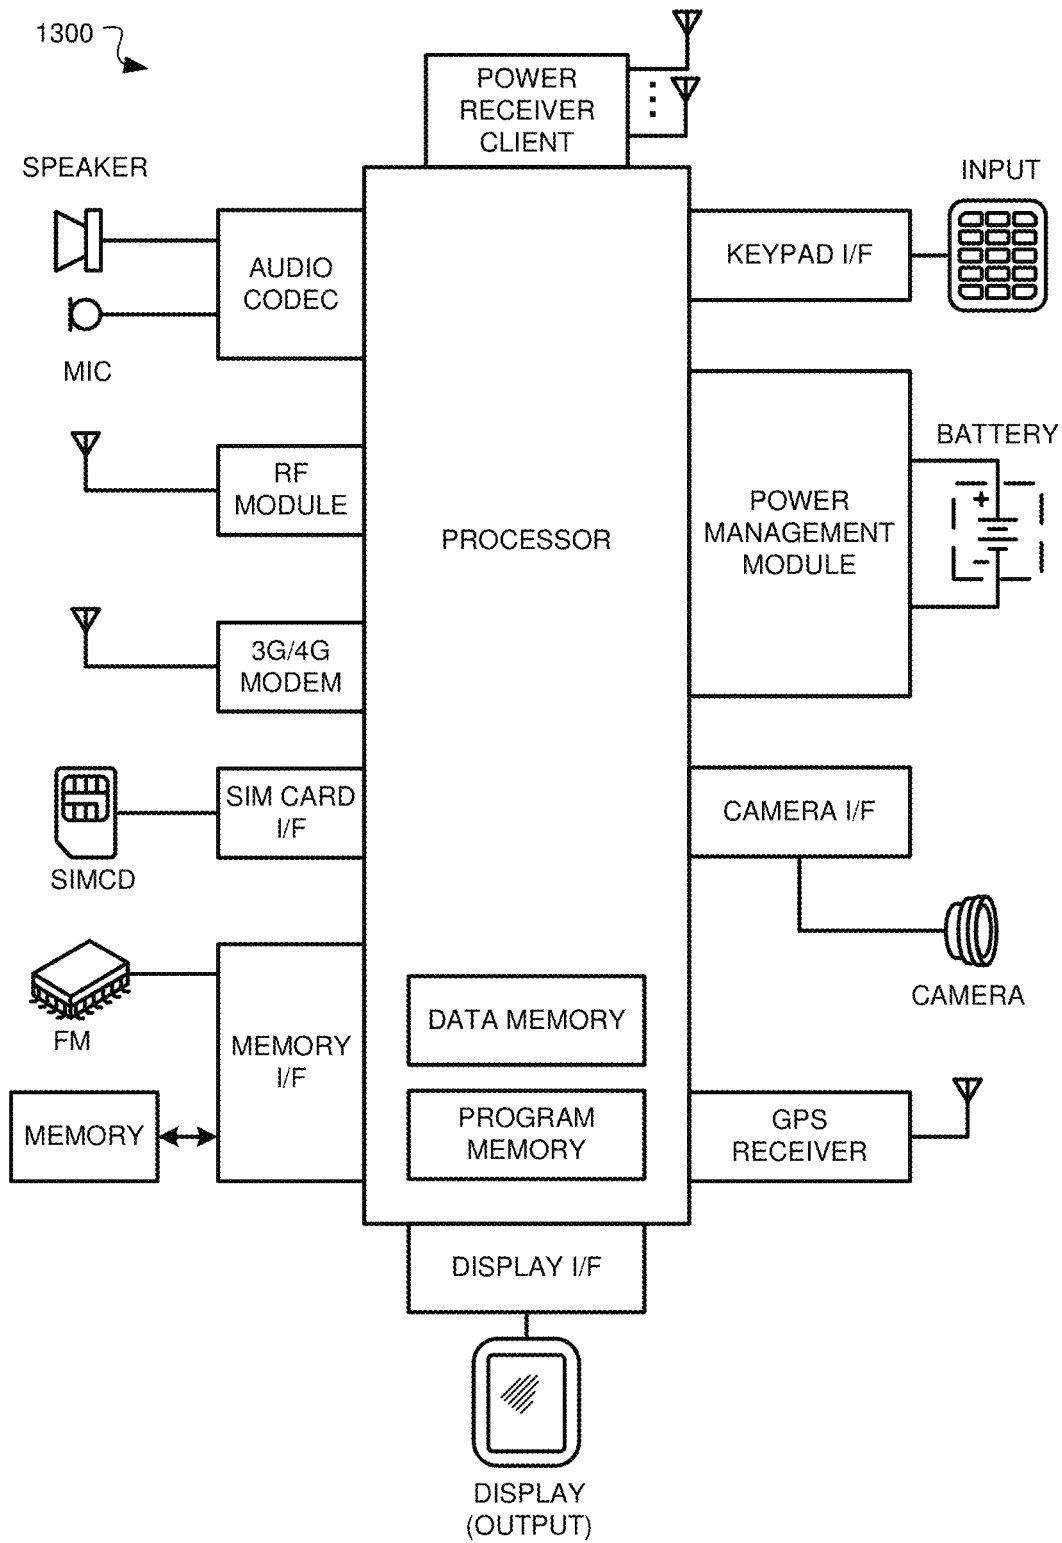 1300
POWER
RECEIVER
CLIENT
SPEAKER
AUDIO
CODEC
MIC
RF
MODULE
3G/4G
MODEM
SIM CARD
I/F
SIMCD
FM
MEMORY
I/F
MEMORY
PROCESSOR
DATA MEMORY
PROGRAM
MEMORY
INPUT
KEYPAD I/F
BATTERY
+
-
POWER
MANAGEMENT
MODULE
CAMERA I/F
CAMERA
GPS
RECEIVER
DISPLAY I/F
DISPLAY
(OUTPUT)